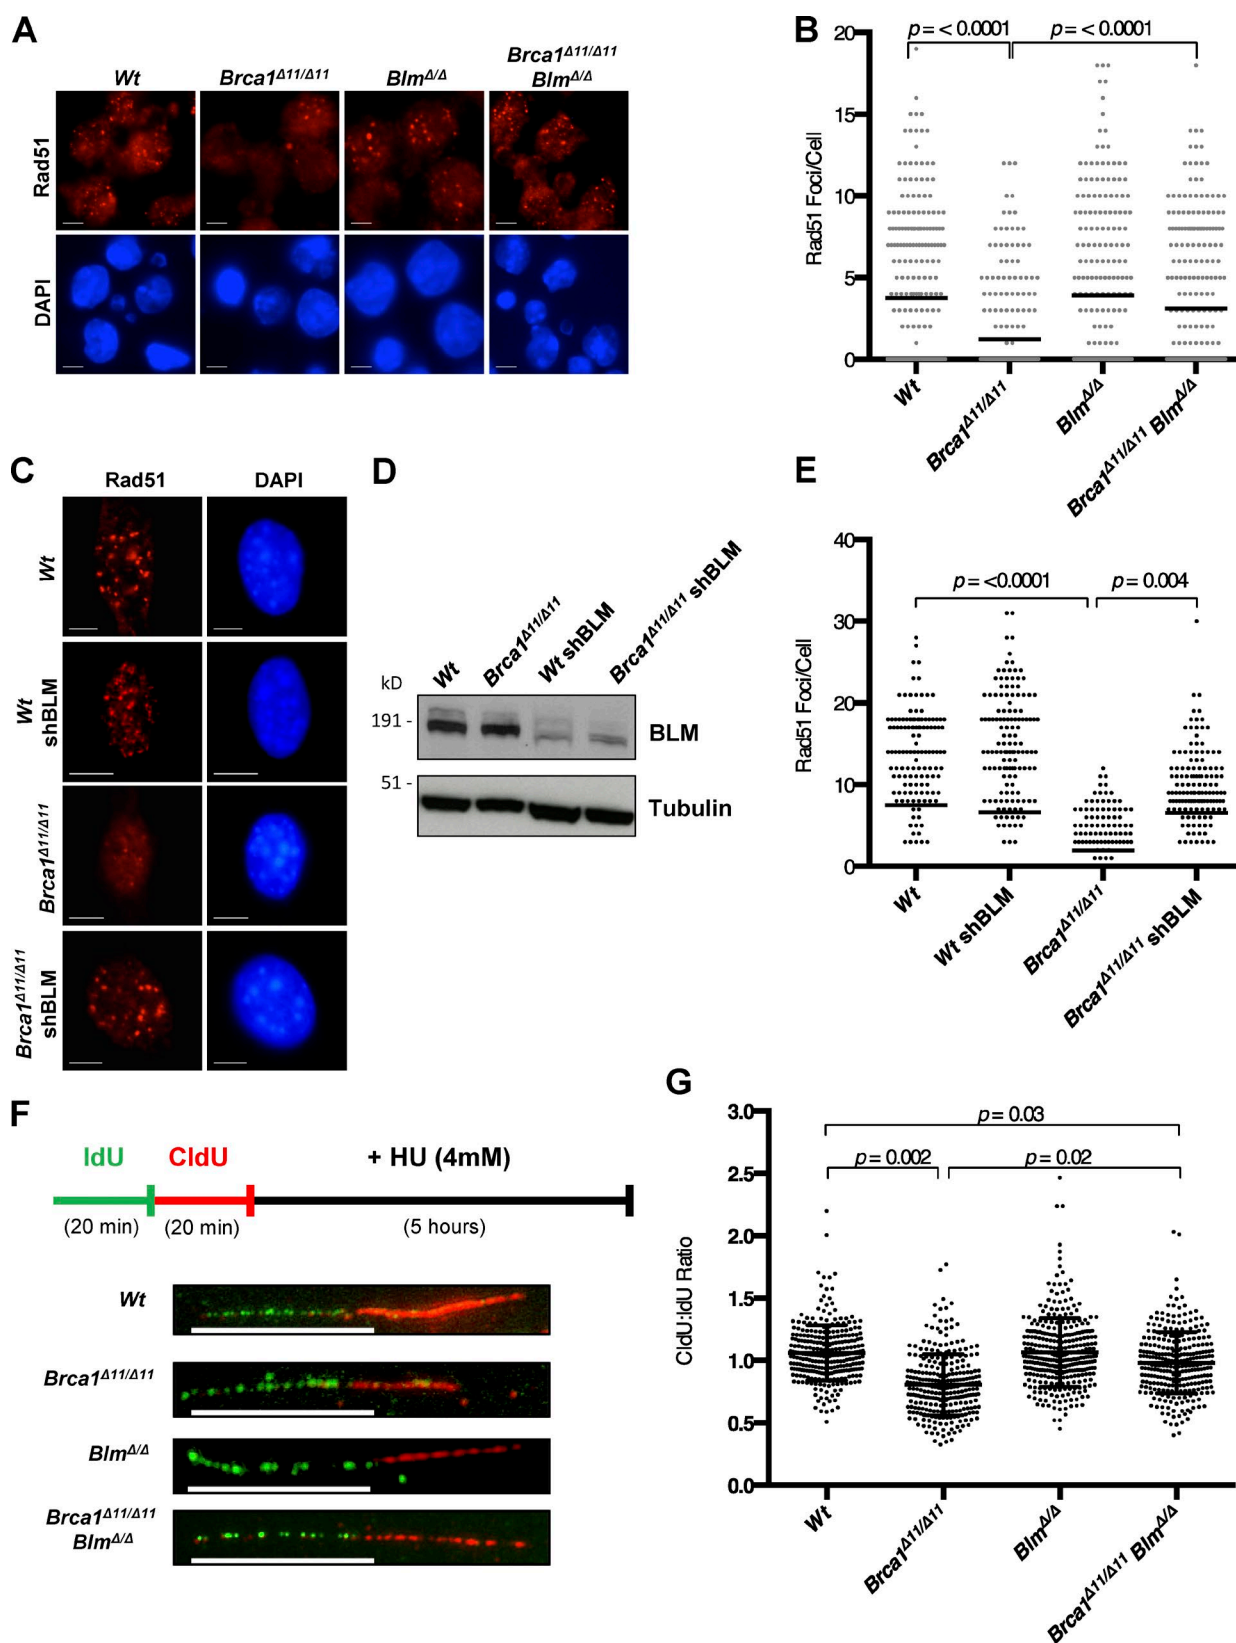 A
Wt
Brca1Δ11/Δ11
BlmΔ/Δ
Brca1Δ11/Δ11
BlmΔ/Δ
Rad51
DAPI
B
p = < 0.0001
p = < 0.0001
Rad51 Foci/Cell
20
15
10
5
0
Wt
Brca1Δ11/Δ11
BlmΔ/Δ
Brca1Δ11/Δ11 BlmΔ/Δ
C
Rad51
DAPI
Wt
Wt
shBLM
Brca1Δ11/Δ11
Brca1Δ11/Δ11
shBLM
D
Wt
Brca1Δ11/Δ11
Wt shBLM
Brca1Δ11/Δ11 shBLM
kD
191 -
BLM
51 -
Tubulin
E
p = <0.0001
p = 0.004
Rad51 Foci/Cell
40
30
20
10
0
Wt
Wt shBLM
Brca1Δ11/Δ11
Brca1Δ11/Δ11 shBLM
F
IdU
CldU
+ HU (4mM)
(20 min)
(20 min)
(5 hours)
Wt
Brca1Δ11/Δ11
BlmΔ/Δ
Brca1Δ11/Δ11
BlmΔ/Δ
G
p = 0.03
p = 0.002
p = 0.02
CldU:IdU Ratio
3.0
2.5
2.0
1.5
1.0
0.5
0.0
Wt
Brca1Δ11/Δ11
BlmΔ/Δ
Brca1Δ11/Δ11 BlmΔ/Δ